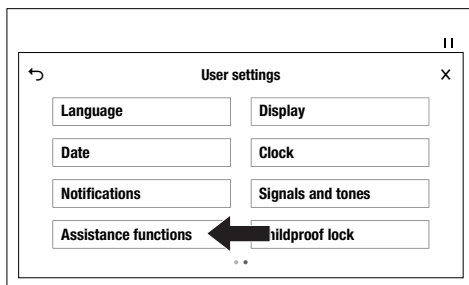 User settings
Language
Display
Date
Clock
Notifications
Signals and tones
Assistance functions
hildproof lock